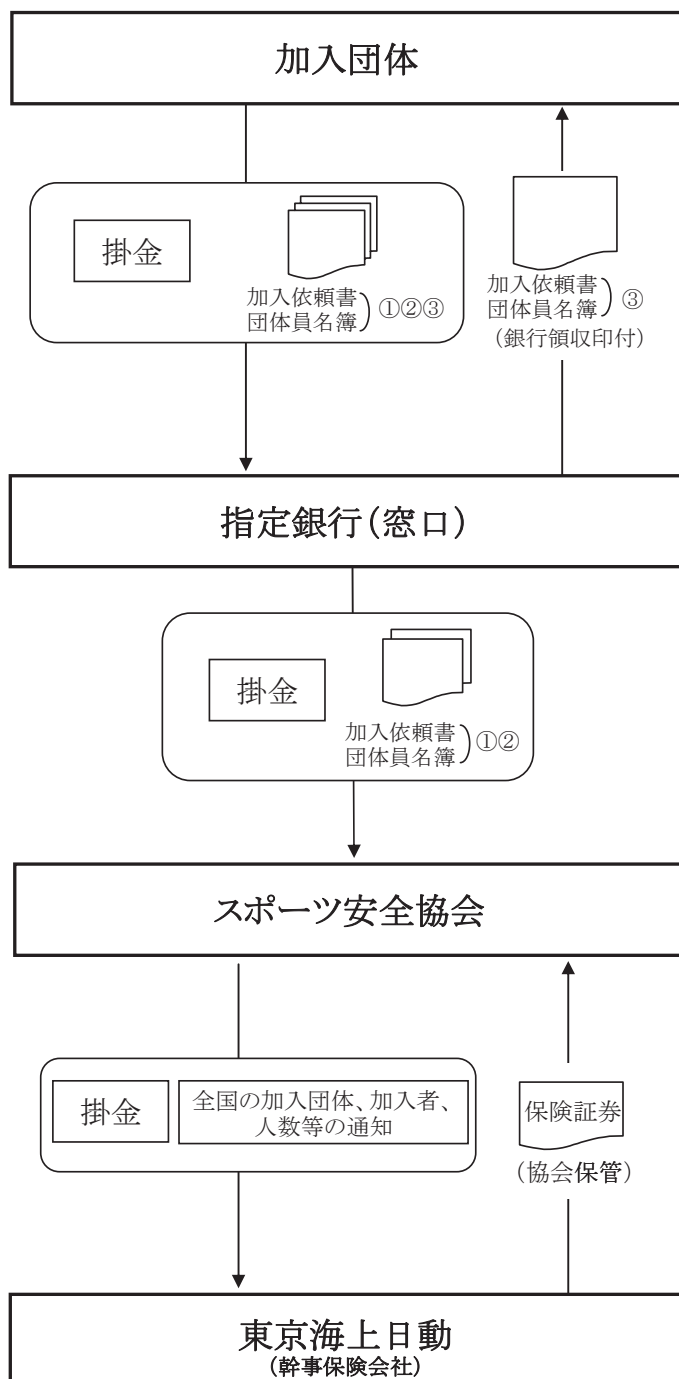 加入団体
掛金
加入依頼書
団体員名簿
①②③
加入依頼書
団体員名簿
③
（銀行領収印付）
指定銀行（窓口）
掛金
加入依頼書
団体員名簿
①②
スポーツ安全協会
掛金
全国の加入団体、加入者、
人数等の通知
保険証券
（協会保管）
東京海上日動
（幹事保険会社）